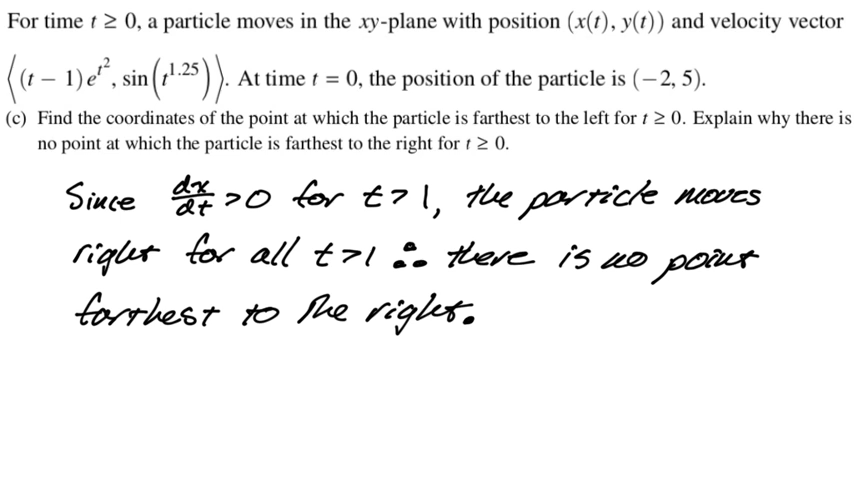 For time t ≥ 0, a particle moves in the xy-plane with position (x(t), y(t)) and velocity vector
⟨(t − 1)e^{t^2}, sin(t^{1.25})⟩. At time t = 0, the position of the particle is (−2, 5).
(c) Find the coordinates of the point at which the particle is farthest to the left for t ≥ 0. Explain why there is
no point at which the particle is farthest to the right for t ≥ 0.
Since dx/dt > 0 for t > 1, the particle moves
right for all t > 1 ∴ there is no point
farthest to the right.